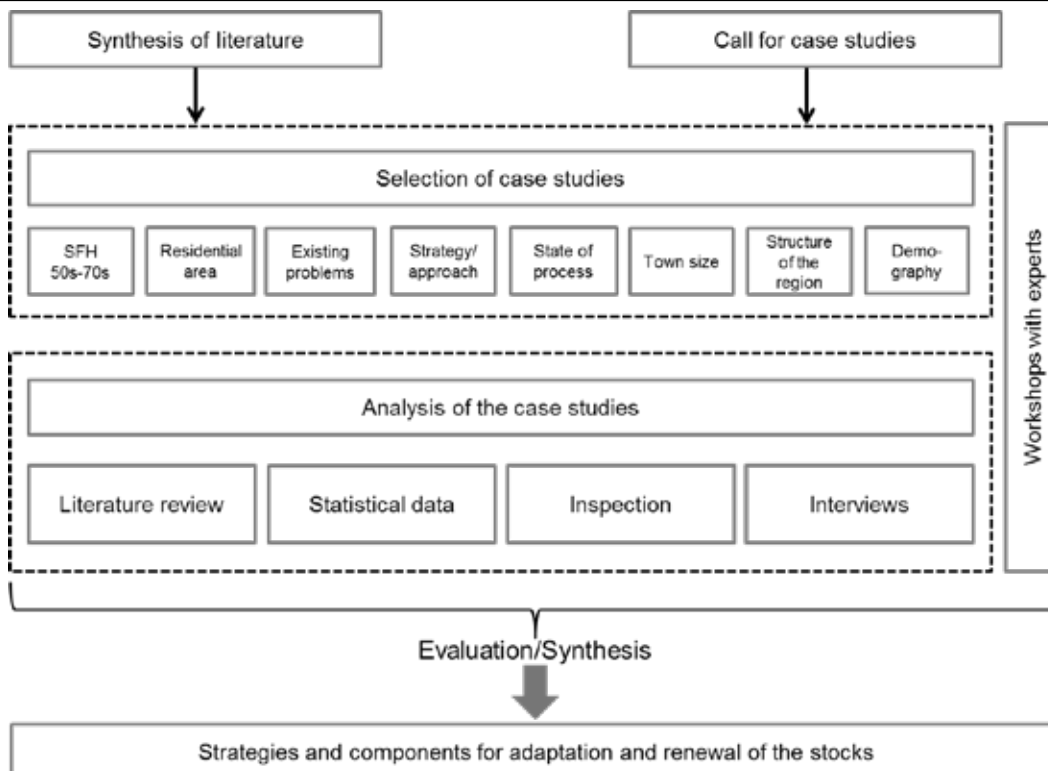 Synthesis of literature
Call for case studies
Selection of case studies
SFH
50s-70s
Residential
area
Existing
problems
Strategy/
approach
State of
process
Town size
Structure
of the
region
Demo-
graphy
Workshops with experts
Analysis of the case studies
Literature review
Statistical data
Inspection
Interviews
Evaluation/Synthesis
Strategies and components for adaptation and renewal of the stocks